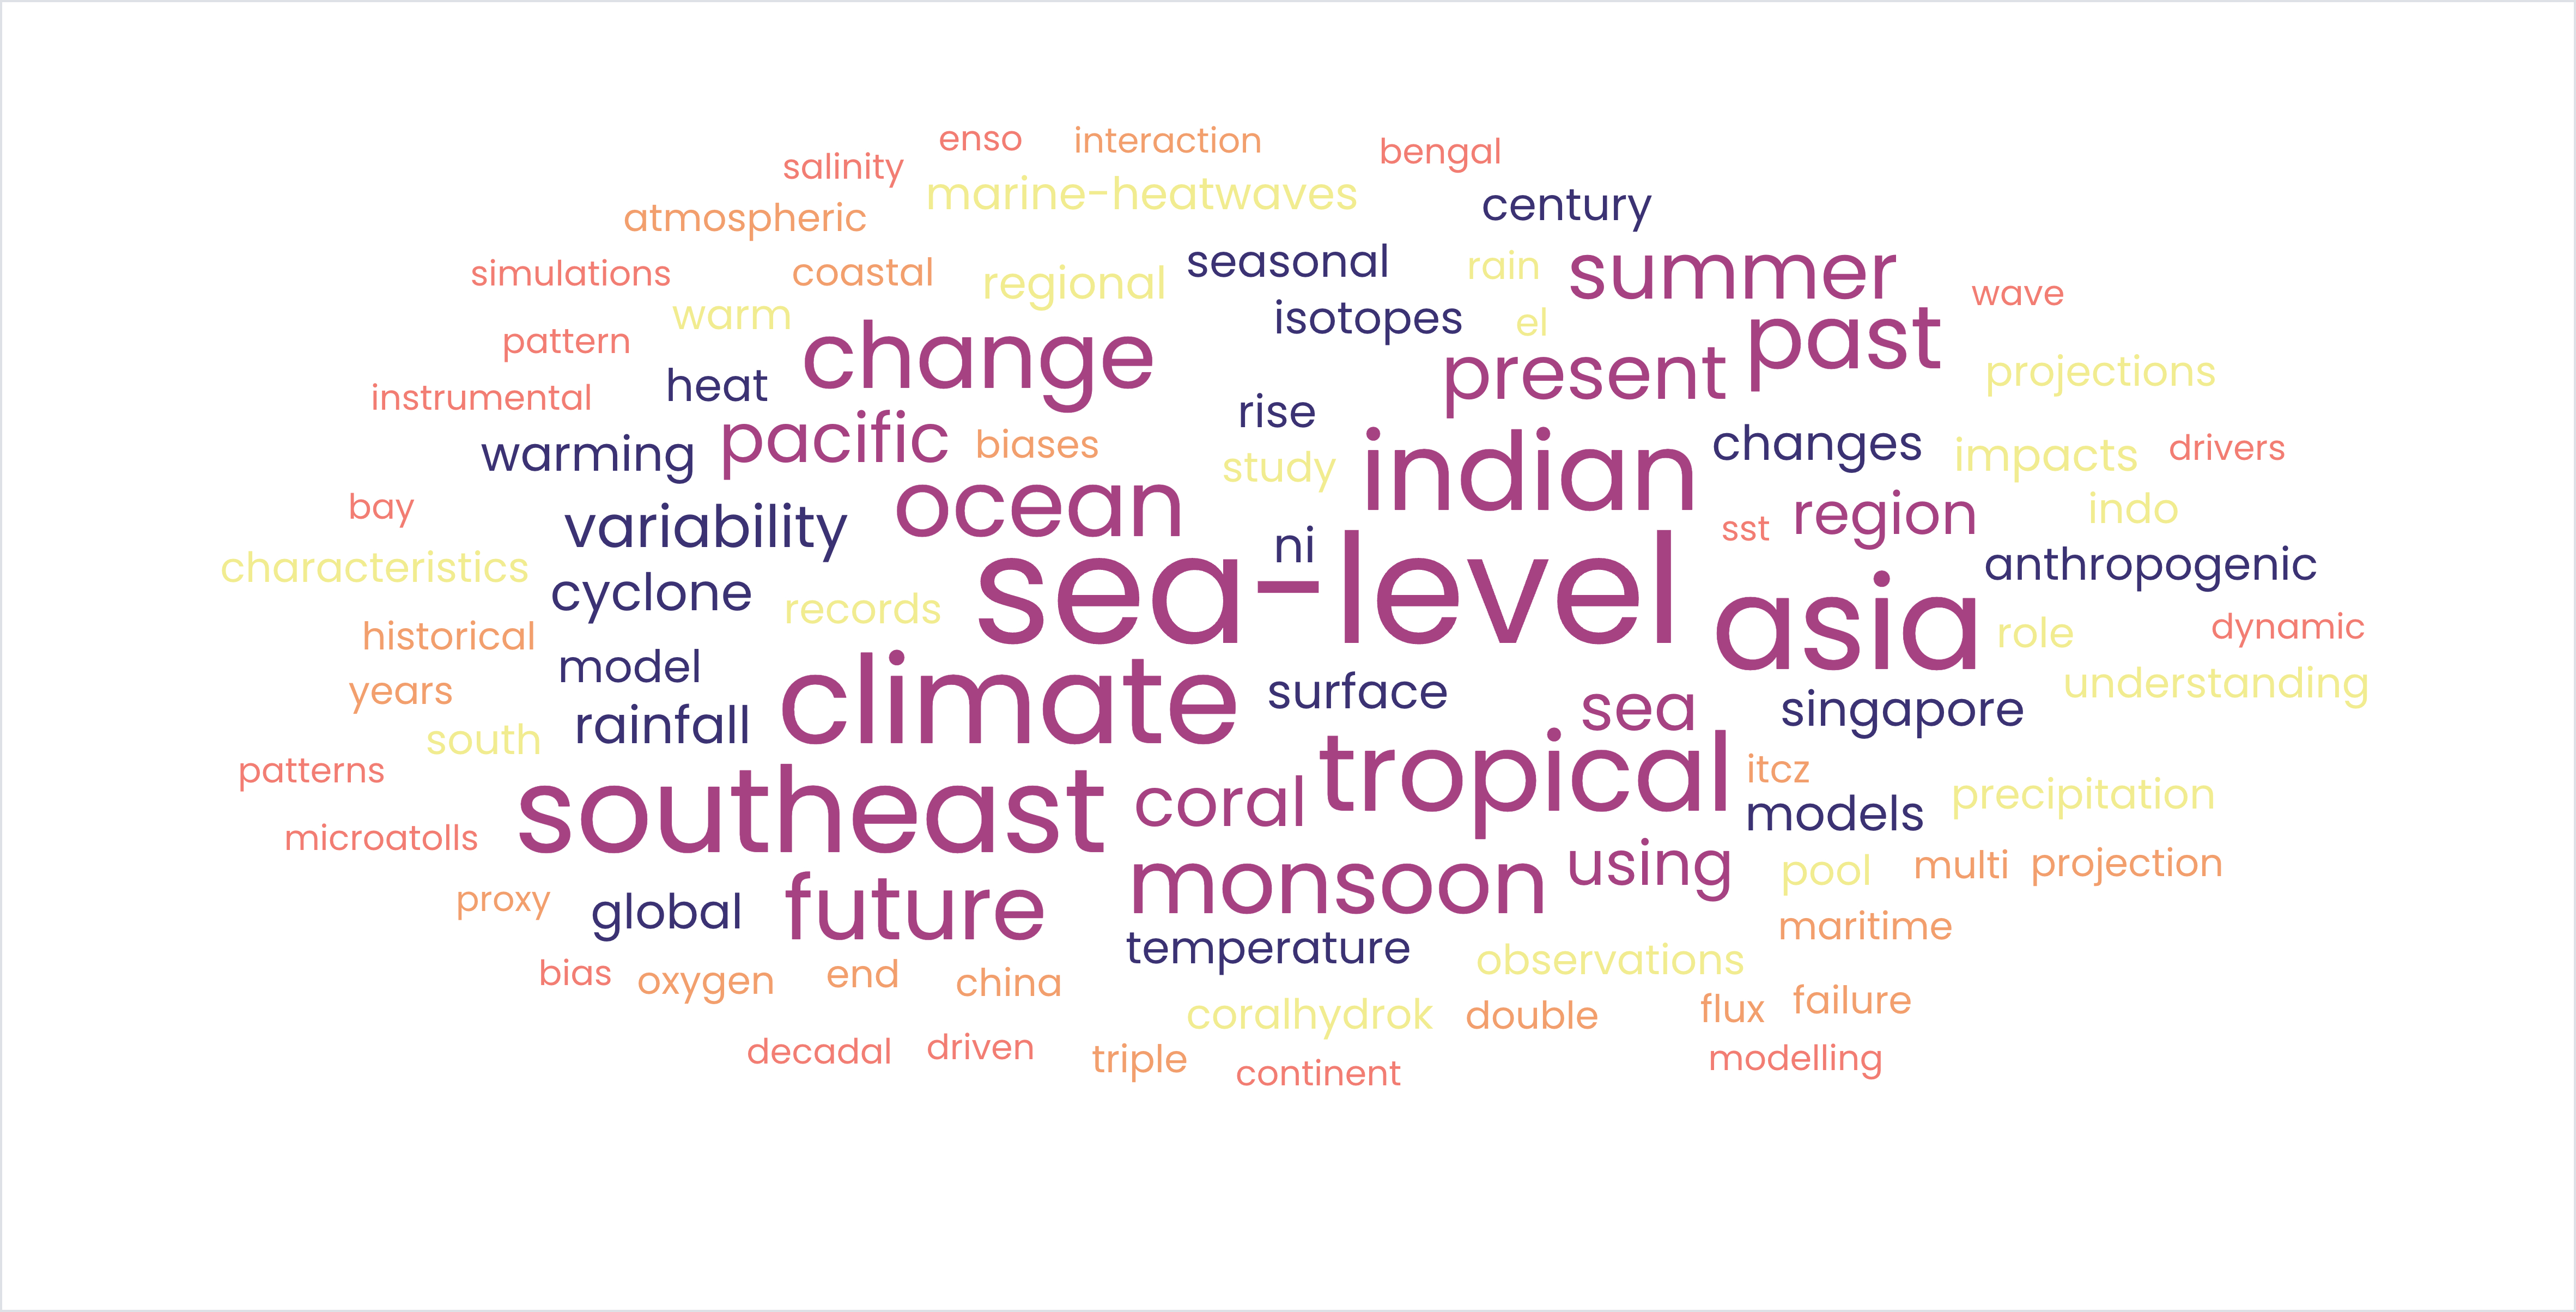 enso
interaction
bengal
salinity
marine-heatwaves
century
atmospheric
seasonal
rain
summer
simulations
coastal
regional
wave
warm
isotopes
el
pattern
change
past
present
projections
instrumental
heat
rise
pacific
biases
changes
warming
study
indian
impacts
drivers
bay
variability
ocean
ni
sst
region
indo
characteristics
cyclone
records
sea-level
anthropogenic
historical
asia
role
dynamic
model
years
climate
surface
sea
singapore
understanding
south
rainfall
patterns
tropical
itcz
southeast
coral
models
precipitation
microatolls
proxy
global
future
monsoon
using
pool
multi
projection
temperature
maritime
bias
oxygen
end
china
observations
coralhydrok
double
flux
failure
decadal
driven
triple
continent
modelling